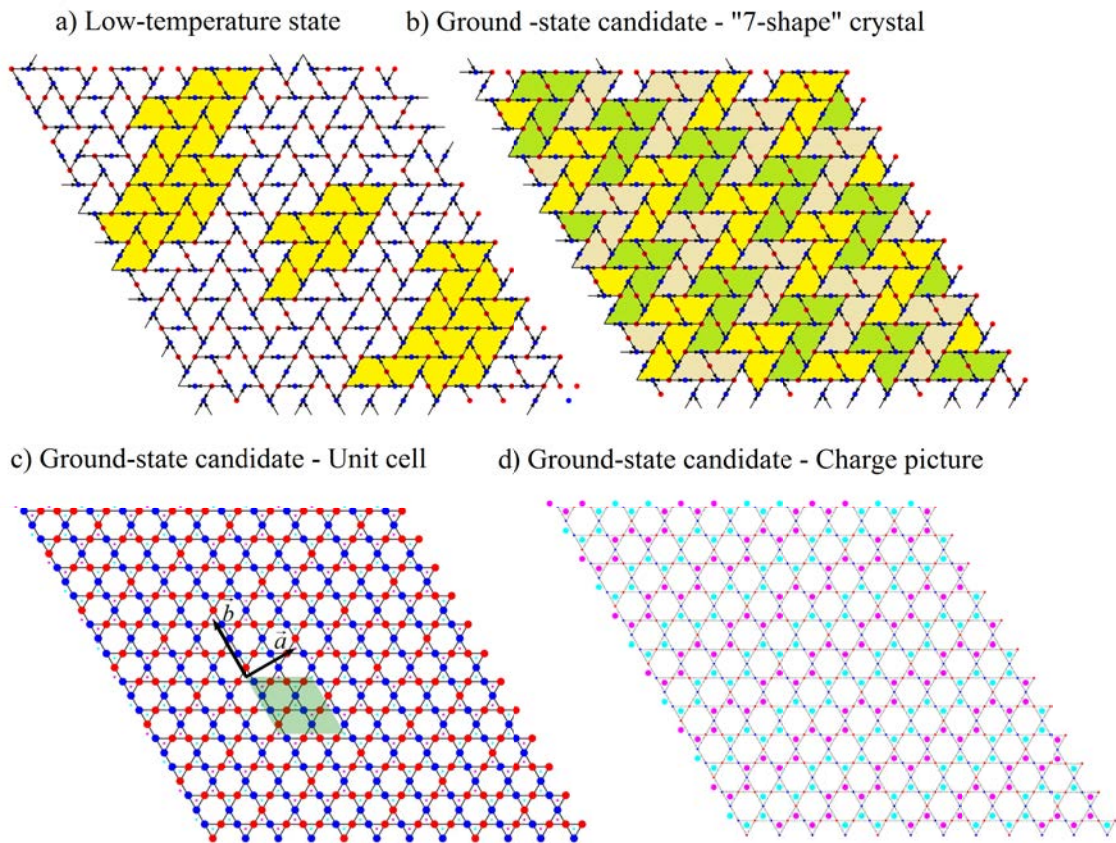 a) Low-temperature state
b) Ground -state candidate - "7-shape" crystal
c) Ground-state candidate - Unit cell
d) Ground-state candidate - Charge picture
b
a